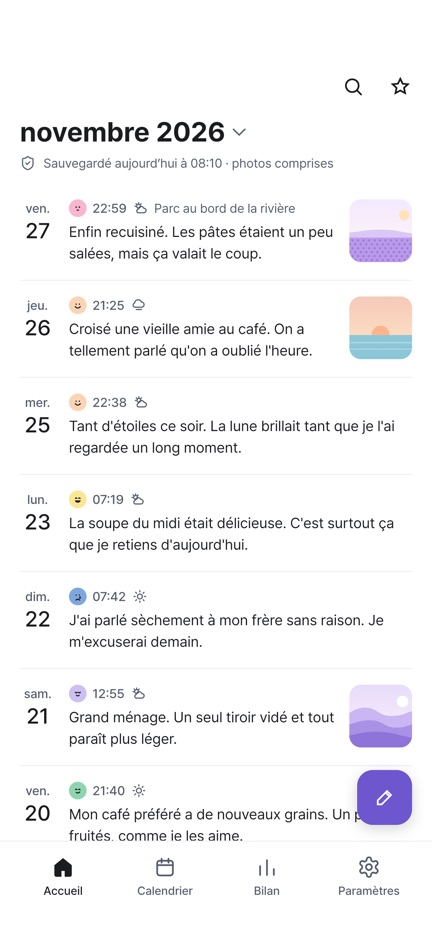 novembre 2026
Sauvegardé aujourd'hui à 08:10 · photos comprises
ven.
27
22:59 Parc au bord de la rivière
Enfin recuisiné. Les pâtes étaient un peu
salées, mais ça valait le coup.
jeu.
26
21:25
Croisé une vieille amie au café. On a
tellement parlé qu'on a oublié l'heure.
mer.
25
22:38
Tant d'étoiles ce soir. La lune brillait tant que je l'ai
regardée un long moment.
lun.
23
07:19
La soupe du midi était délicieuse. C'est surtout ça
que je retiens d'aujourd'hui.
dim.
22
07:42
J'ai parlé sèchement à mon frère sans raison. Je
m'excuserai demain.
sam.
21
12:55
Grand ménage. Un seul tiroir vidé et tout
paraît plus léger.
ven.
20
21:40
Mon café préféré a de nouveaux grains. Un
fruités, comme je les aime.
Accueil
Calendrier
Bilan
Paramètres